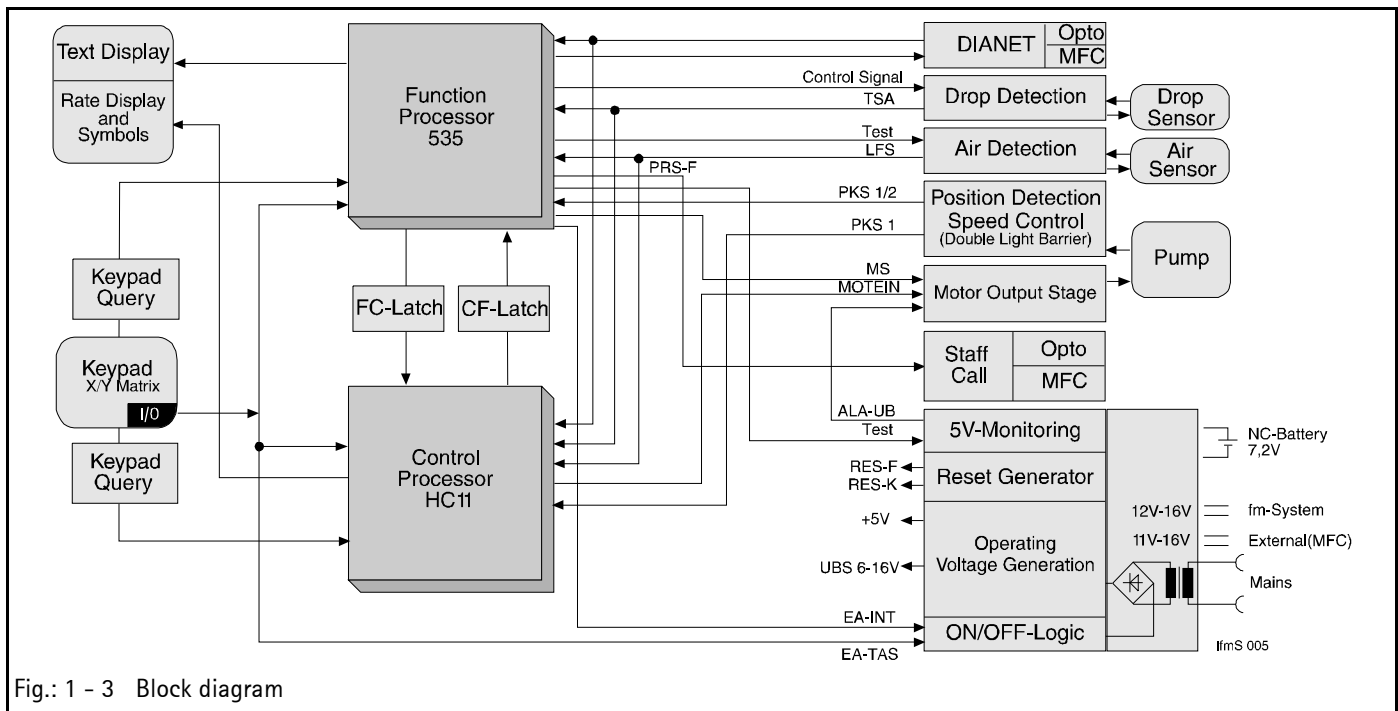 Text Display
Rate Display
and
Symbols
Keypad
Query
Keypad
X/Y Matrix
I/0
Keypad
Query
Function
Processor
535
FC-Latch
CF-Latch
Control
Processor
HC11
Control Signal
TSA
Test
LFS
PRS-F
PKS 1/2
PKS 1
MS
MOTEIN
ALA-UB
Test
RES-F
RES-K
+5V
UBS 6-16V
EA-INT
EA-TAS
DIANET
Opto
MFC
Drop Detection
Drop
Sensor
Air Detection
Air
Sensor
Position Detection
Speed Control
(Double Light Barrier)
Pump
Motor Output Stage
Staff
Call
Opto
MFC
5V-Monitoring
Reset Generator
Operating
Voltage Generation
ON/OFF-Logic
NC-Battery
7,2V
12V-16V
fm-System
11V-16V
External(MFC)
Mains
IfmS 005
Fig.: 1 - 3 Block diagram